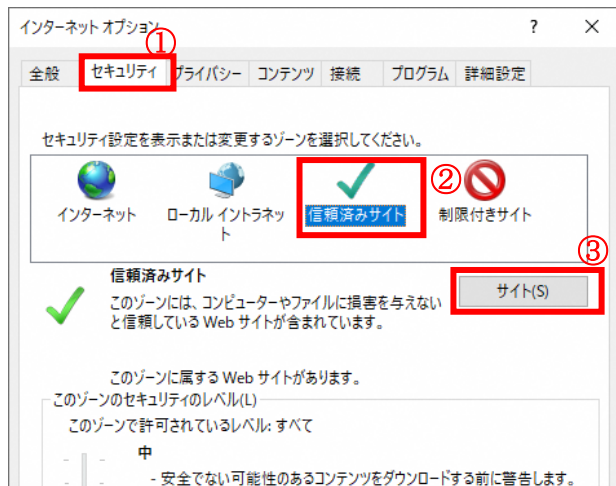 インターネット オプション ? ×
①
全般 セキュリティ プライバシー コンテンツ 接続 プログラム 詳細設定
セキュリティ設定を表示または変更するゾーンを選択してください。
②
インターネット ローカル イントラネッ 信頼済みサイト 制限付きサイト
ト
③
信頼済みサイト
サイト(S)
このゾーンには、コンピューターやファイルに損害を与えない
と信頼している Web サイトが含まれています。
このゾーンに属する Web サイトがあります。
このゾーンのセキュリティのレベル(L)
このゾーンで許可されているレベル: すべて
中
- 安全でない可能性のあるコンテンツをダウンロードする前に警告します。